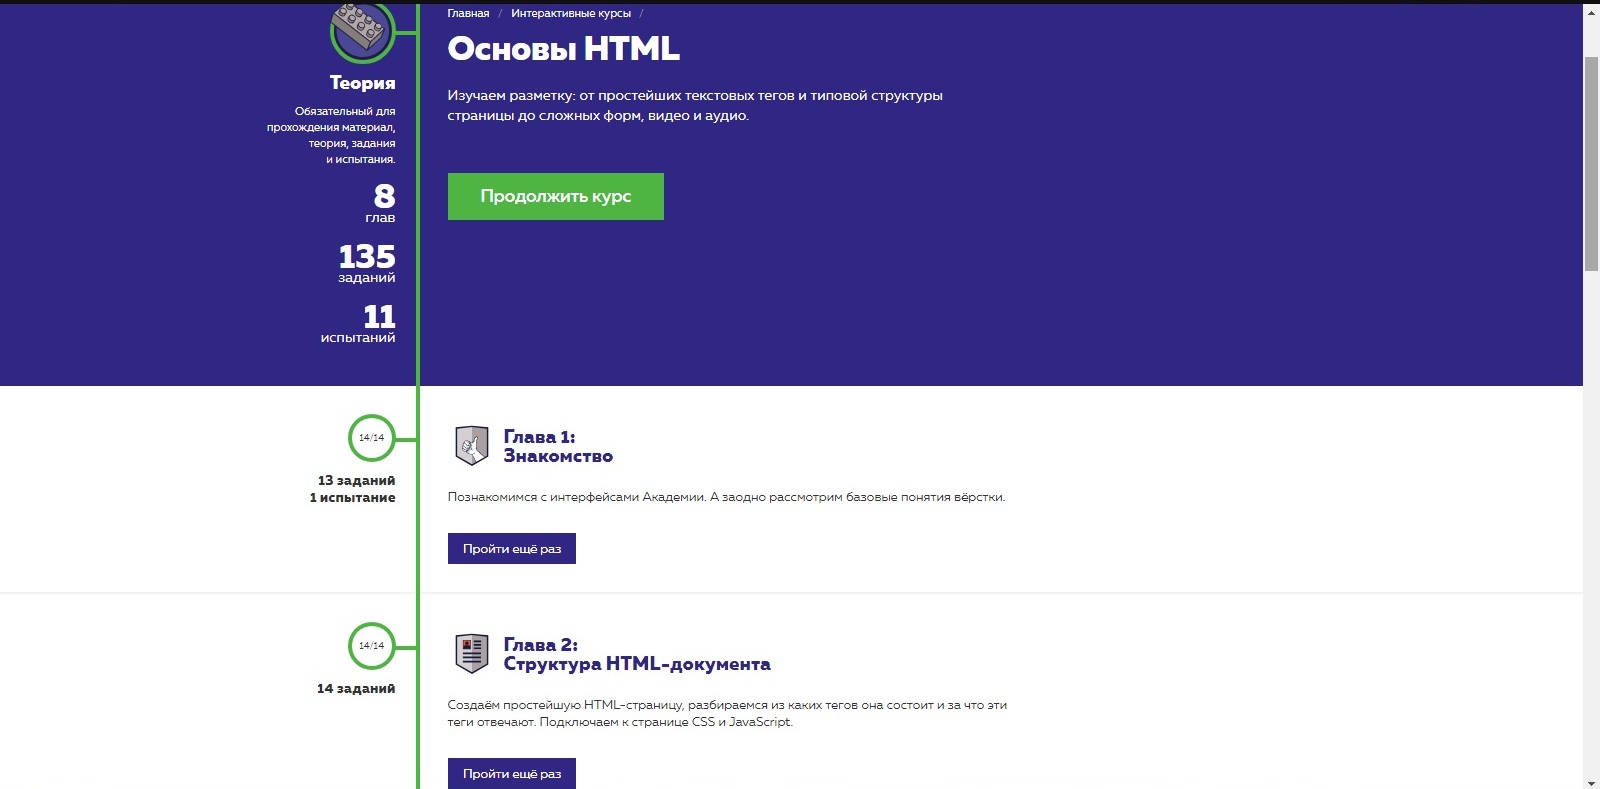 Главная / Интерактивные курсы /
Основы HTML
Теория
Обязательный для
прохождения материал,
теория, задания
и испытания.
8
глав
135
заданий
11
испытаний
Изучаем разметку: от простейших текстовых тегов и типовой структуры
страницы до сложных форм, видео и аудио.
Продолжить курс
14/14
13 заданий
1 испытание
Глава 1:
Знакомство
Познакомимся с интерфейсами Академии. А заодно рассмотрим базовые понятия вёрстки.
Пройти ещё раз
14/14
14 заданий
Глава 2:
Структура HTML-документа
Создаём простейшую HTML-страницу, разбираемся из каких тегов она состоит и за что эти
теги отвечают. Подключаем к странице CSS и JavaScript.
Пройти ещё раз